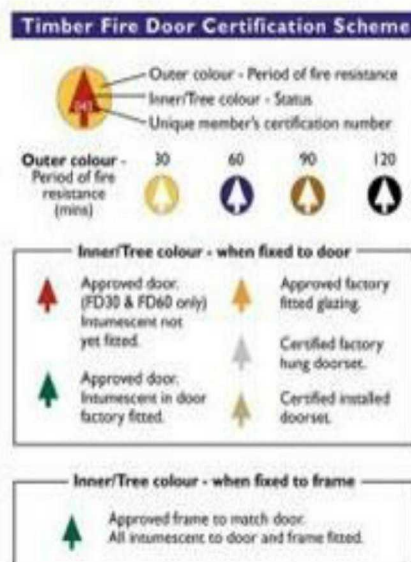 Timber Fire Door Certification Scheme
Outer colour - Period of fire resistance
Inner/Tree colour - Status
Unique member's certification number
Outer colour -
Period of fire
resistance
(mins)
30
60
90
120
Inner/Tree colour - when fixed to door
Approved door.
(FD30 & FD60 only)
Intumescent not
yet fitted.
Approved door.
Intumescent in door
factory fitted.
Approved factory
fitted glazing.
Certified factory
hung doorset.
Certified installed
doorset.
Inner/Tree colour - when fixed to frame
Approved frame to match door.
All intumescent to door and frame fitted.